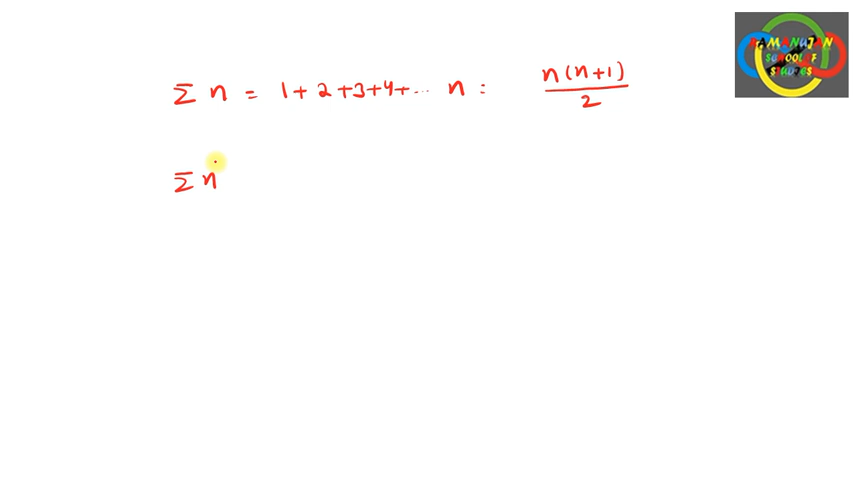 Σ n = 1+2+3+4+... n = n(n+1)/2
Σ n
RAMANUJAN
SCHOOL OF
STUDIES